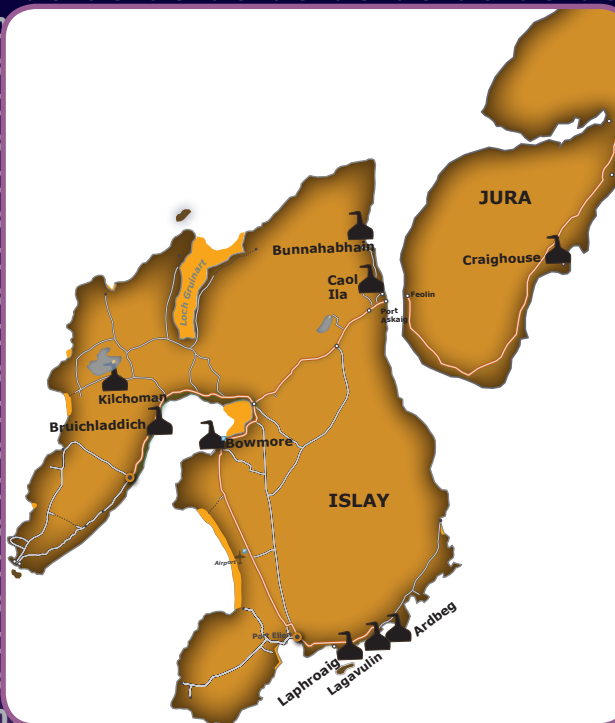 JURA
Bunnahabhain
Craighouse
Loch Gruinart
Caol
Ila
Feolin
Port
Askaig
Kilchoman
Bruichladdich
Bowmore
ISLAY
Airport
Port Ellen
Ardbeg
Laphroaig
Lagavulin